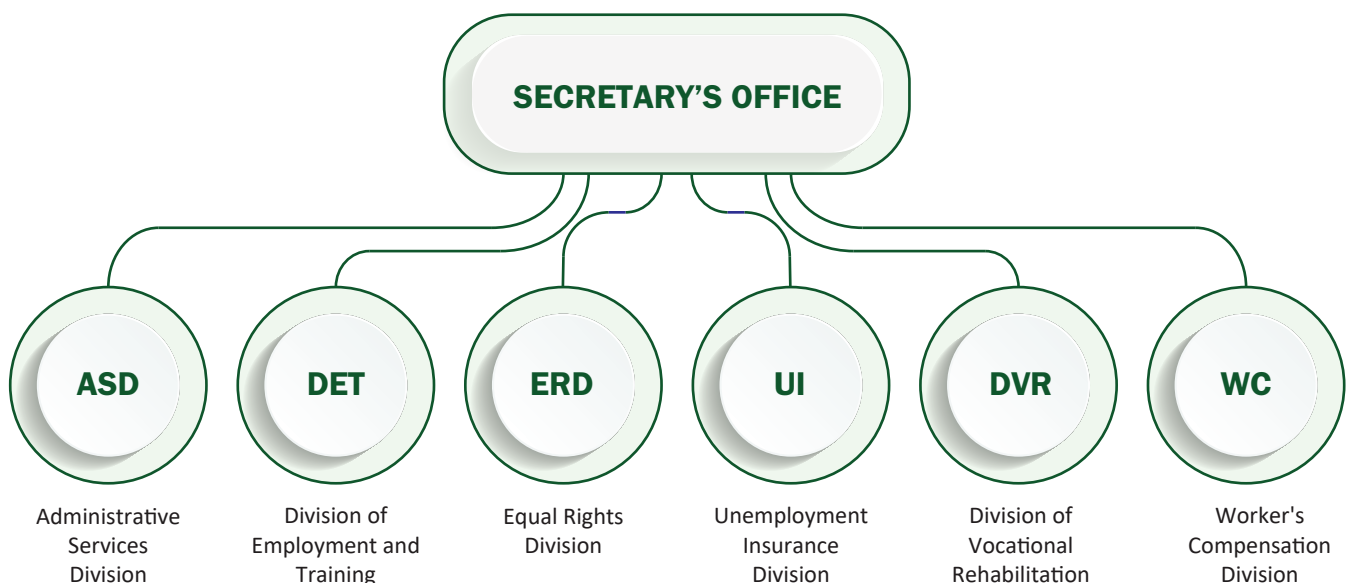 SECRETARY’S OFFICE
ASD
DET
ERD
UI
DVR
WC
Administrative
Services
Division
Division of
Employment and
Training
Equal Rights
Division
Unemployment
Insurance
Division
Division of
Vocational
Rehabilitation
Worker's
Compensation
Division